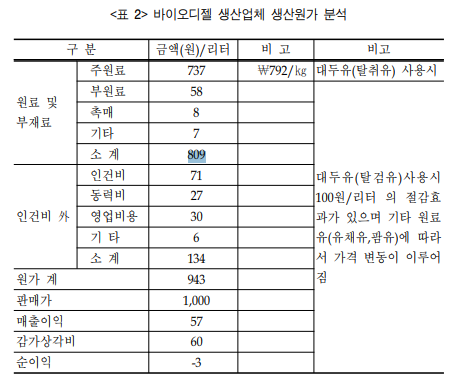 <표 2> 바이오디젤 생산업체 생산원가 분석
구 분 금액(원)/리터 비 고 비고
원료 및 부재료 주원료 737 ₩792/㎏ 대두유(탈취유) 사용시
부원료 58
촉매 8
기타 7
소 계 809
인건비 外 인건비 71
동력비 27
영업비용 30
기 타 6
소 계 134
대두유(탈검유)사용시
100원/리터 의 절감효
과가 있으며 기타 원료
유(유채유,팜유)에 따라
서 가격 변동이 이루어
짐
원가 계 943
판매가 1,000
매출이익 57
감가상각비 60
순이익 -3